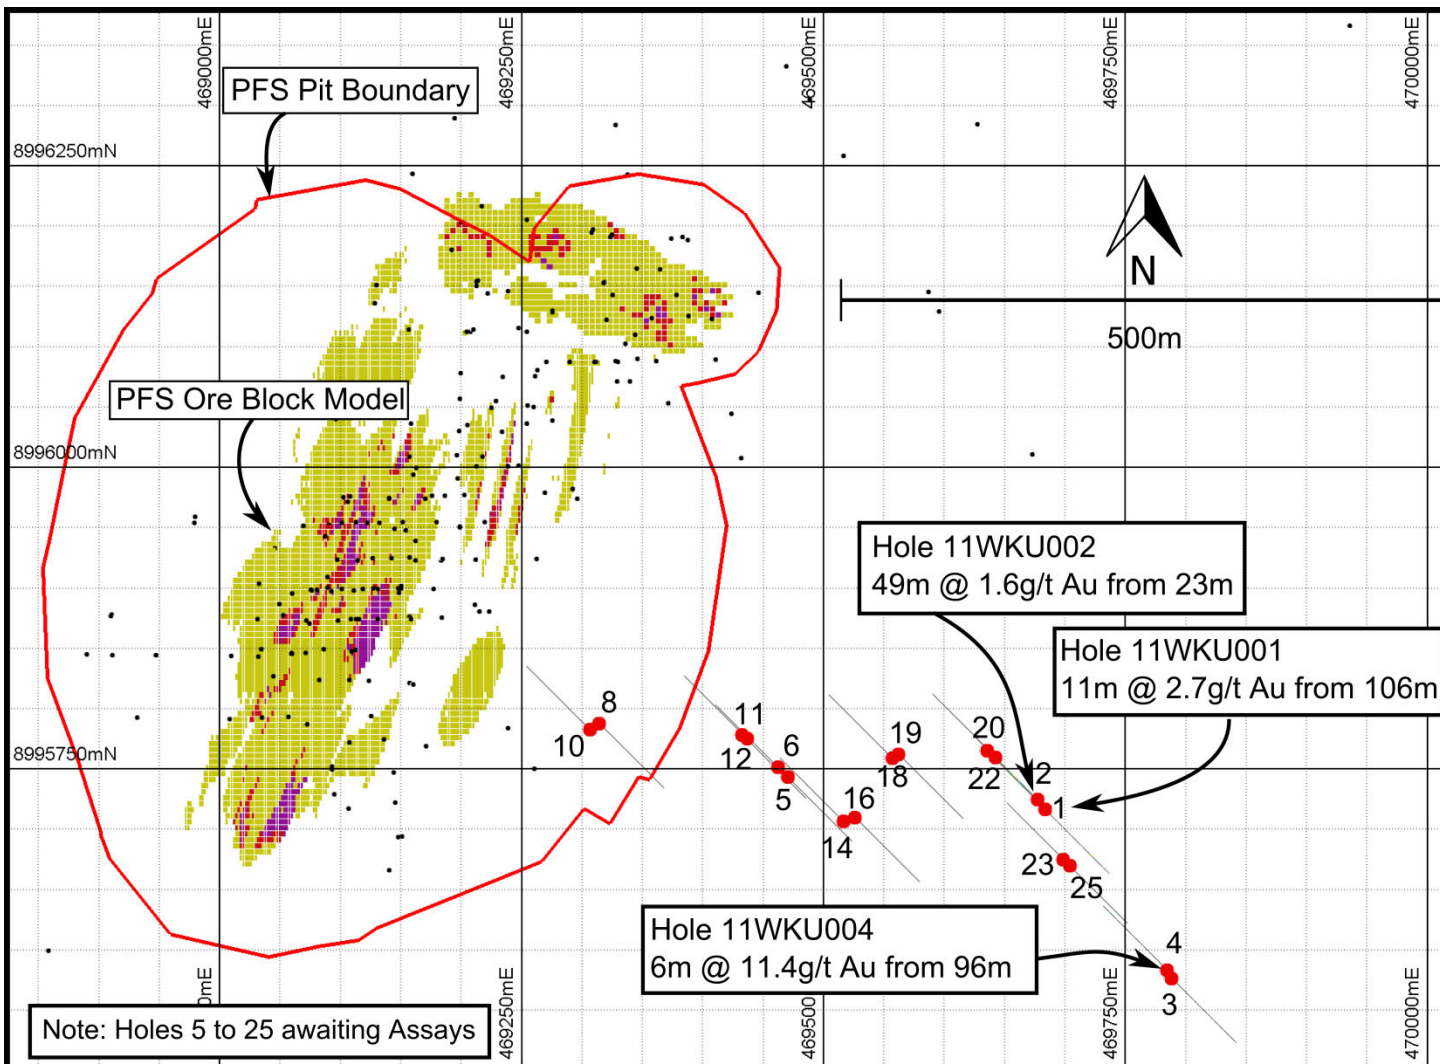 469000mE
469250mE
469500mE
469750mE
470000mE
PFS Pit Boundary
8996250mN
N
500m
PFS Ore Block Model
8996000mN
Hole 11WKU002
49m @ 1.6g/t Au from 23m
Hole 11WKU001
11m @ 2.7g/t Au from 106m
8
10
11
12
6
5
19
18
20
22
2
1
16
14
23
25
8995750mN
Hole 11WKU004
6m @ 11.4g/t Au from 96m
4
3
0mE
469250mE
469500mE
469750mE
470000mE
Note: Holes 5 to 25 awaiting Assays